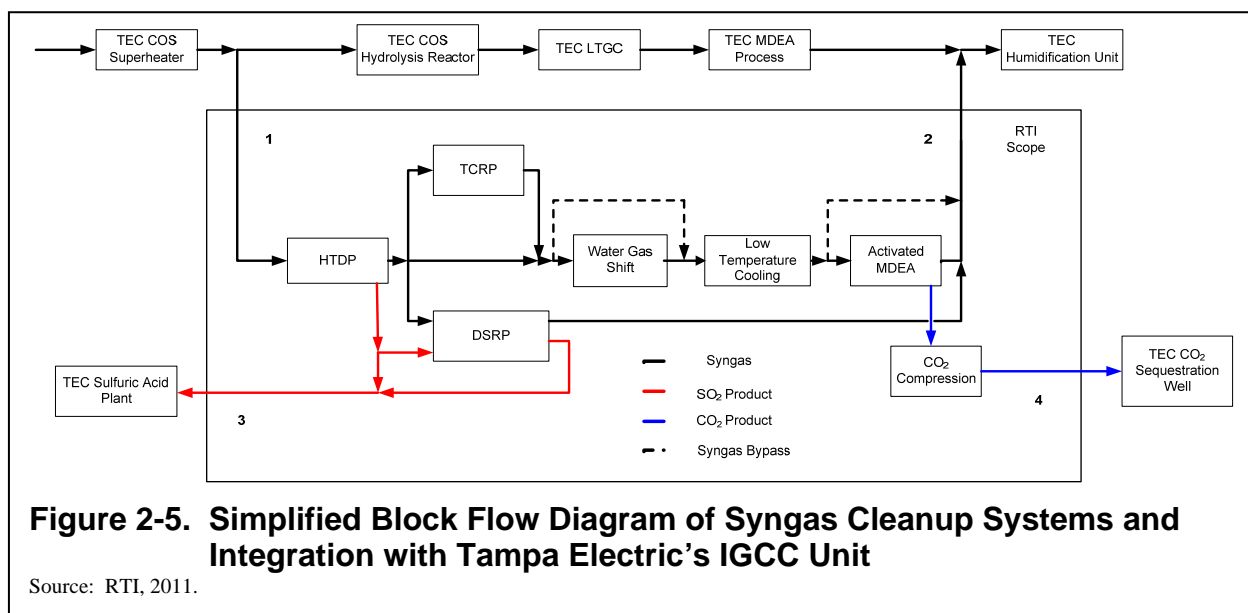 TEC COS
Superheater
TEC COS
Hydrolysis Reactor
TEC LTGC
TEC MDEA
Process
TEC
Humidification Unit
1
2
RTI
Scope
TCRP
HTDP
Water Gas
Shift
Low
Temperature
Cooling
Activated
MDEA
DSRP
TEC Sulfuric Acid
Plant
CO₂
Compression
TEC CO₂
Sequestration
Well
3
4
Syngas
SO₂ Product
CO₂ Product
Syngas Bypass
Figure 2-5. Simplified Block Flow Diagram of Syngas Cleanup Systems and
Integration with Tampa Electric’s IGCC Unit
Source: RTI, 2011.